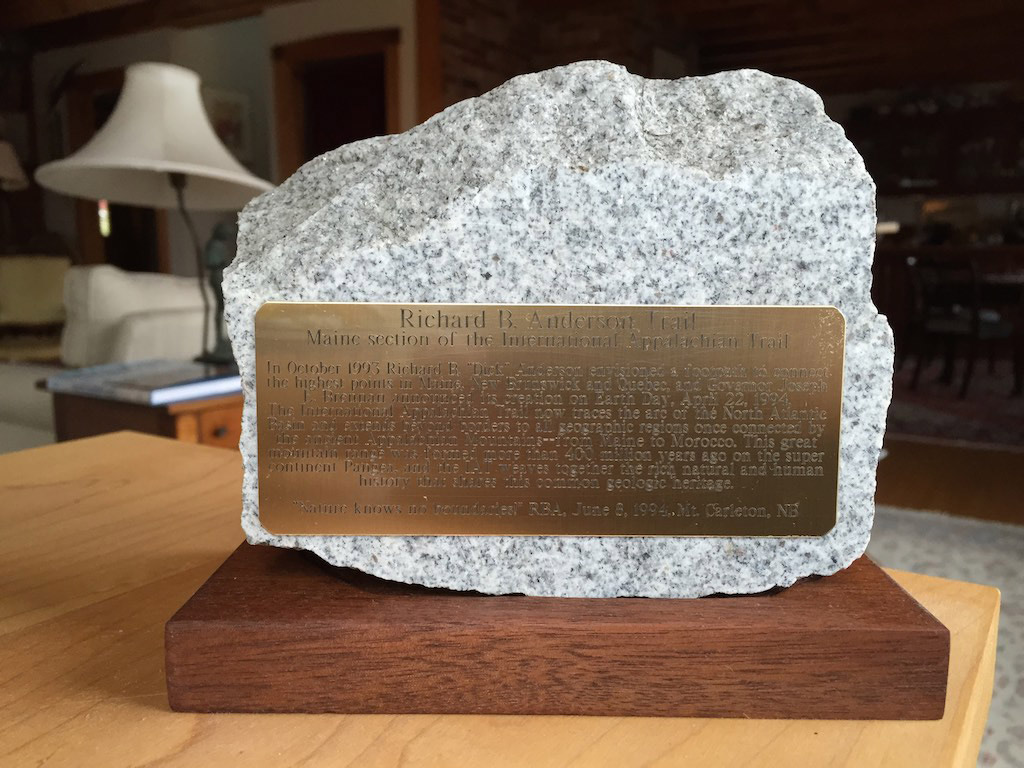 Richard B. Anderson Trail
Maine section of the International Appalachian Trail
In October 1993 Richard B. "Dick" Anderson envisioned a footpath to connect
the highest points in Maine, New Brunswick and Quebec, and Governor Joseph
E. Brennan announced its creation on Earth Day, April 22, 1994.
The International Appalachian Trail now traces the arc of the North Atlantic
Basin and extends beyond borders to all geographic regions once connected by
the ancient Appalachian Mountains--from Maine to Morocco. This great
mountain range was formed more than 400 million years ago on the super
continent Pangea, and the IAT weaves together the rich natural and human
history that shares this common geologic heritage.
"Nature knows no boundaries!" RBA, June 8, 1994, Mt. Carleton, NB